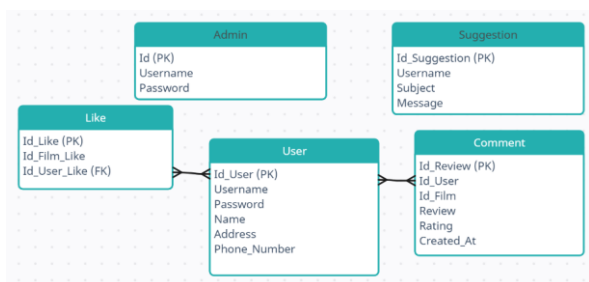 Admin
Id (PK)
Username
Password
Suggestion
Id_Suggestion (PK)
Username
Subject
Message
Like
Id_Like (PK)
Id_Film_Like
Id_User_Like (FK)
User
Id_User (PK)
Username
Password
Name
Address
Phone_Number
Comment
Id_Review (PK)
Id_User
Id_Film
Review
Rating
Created_At